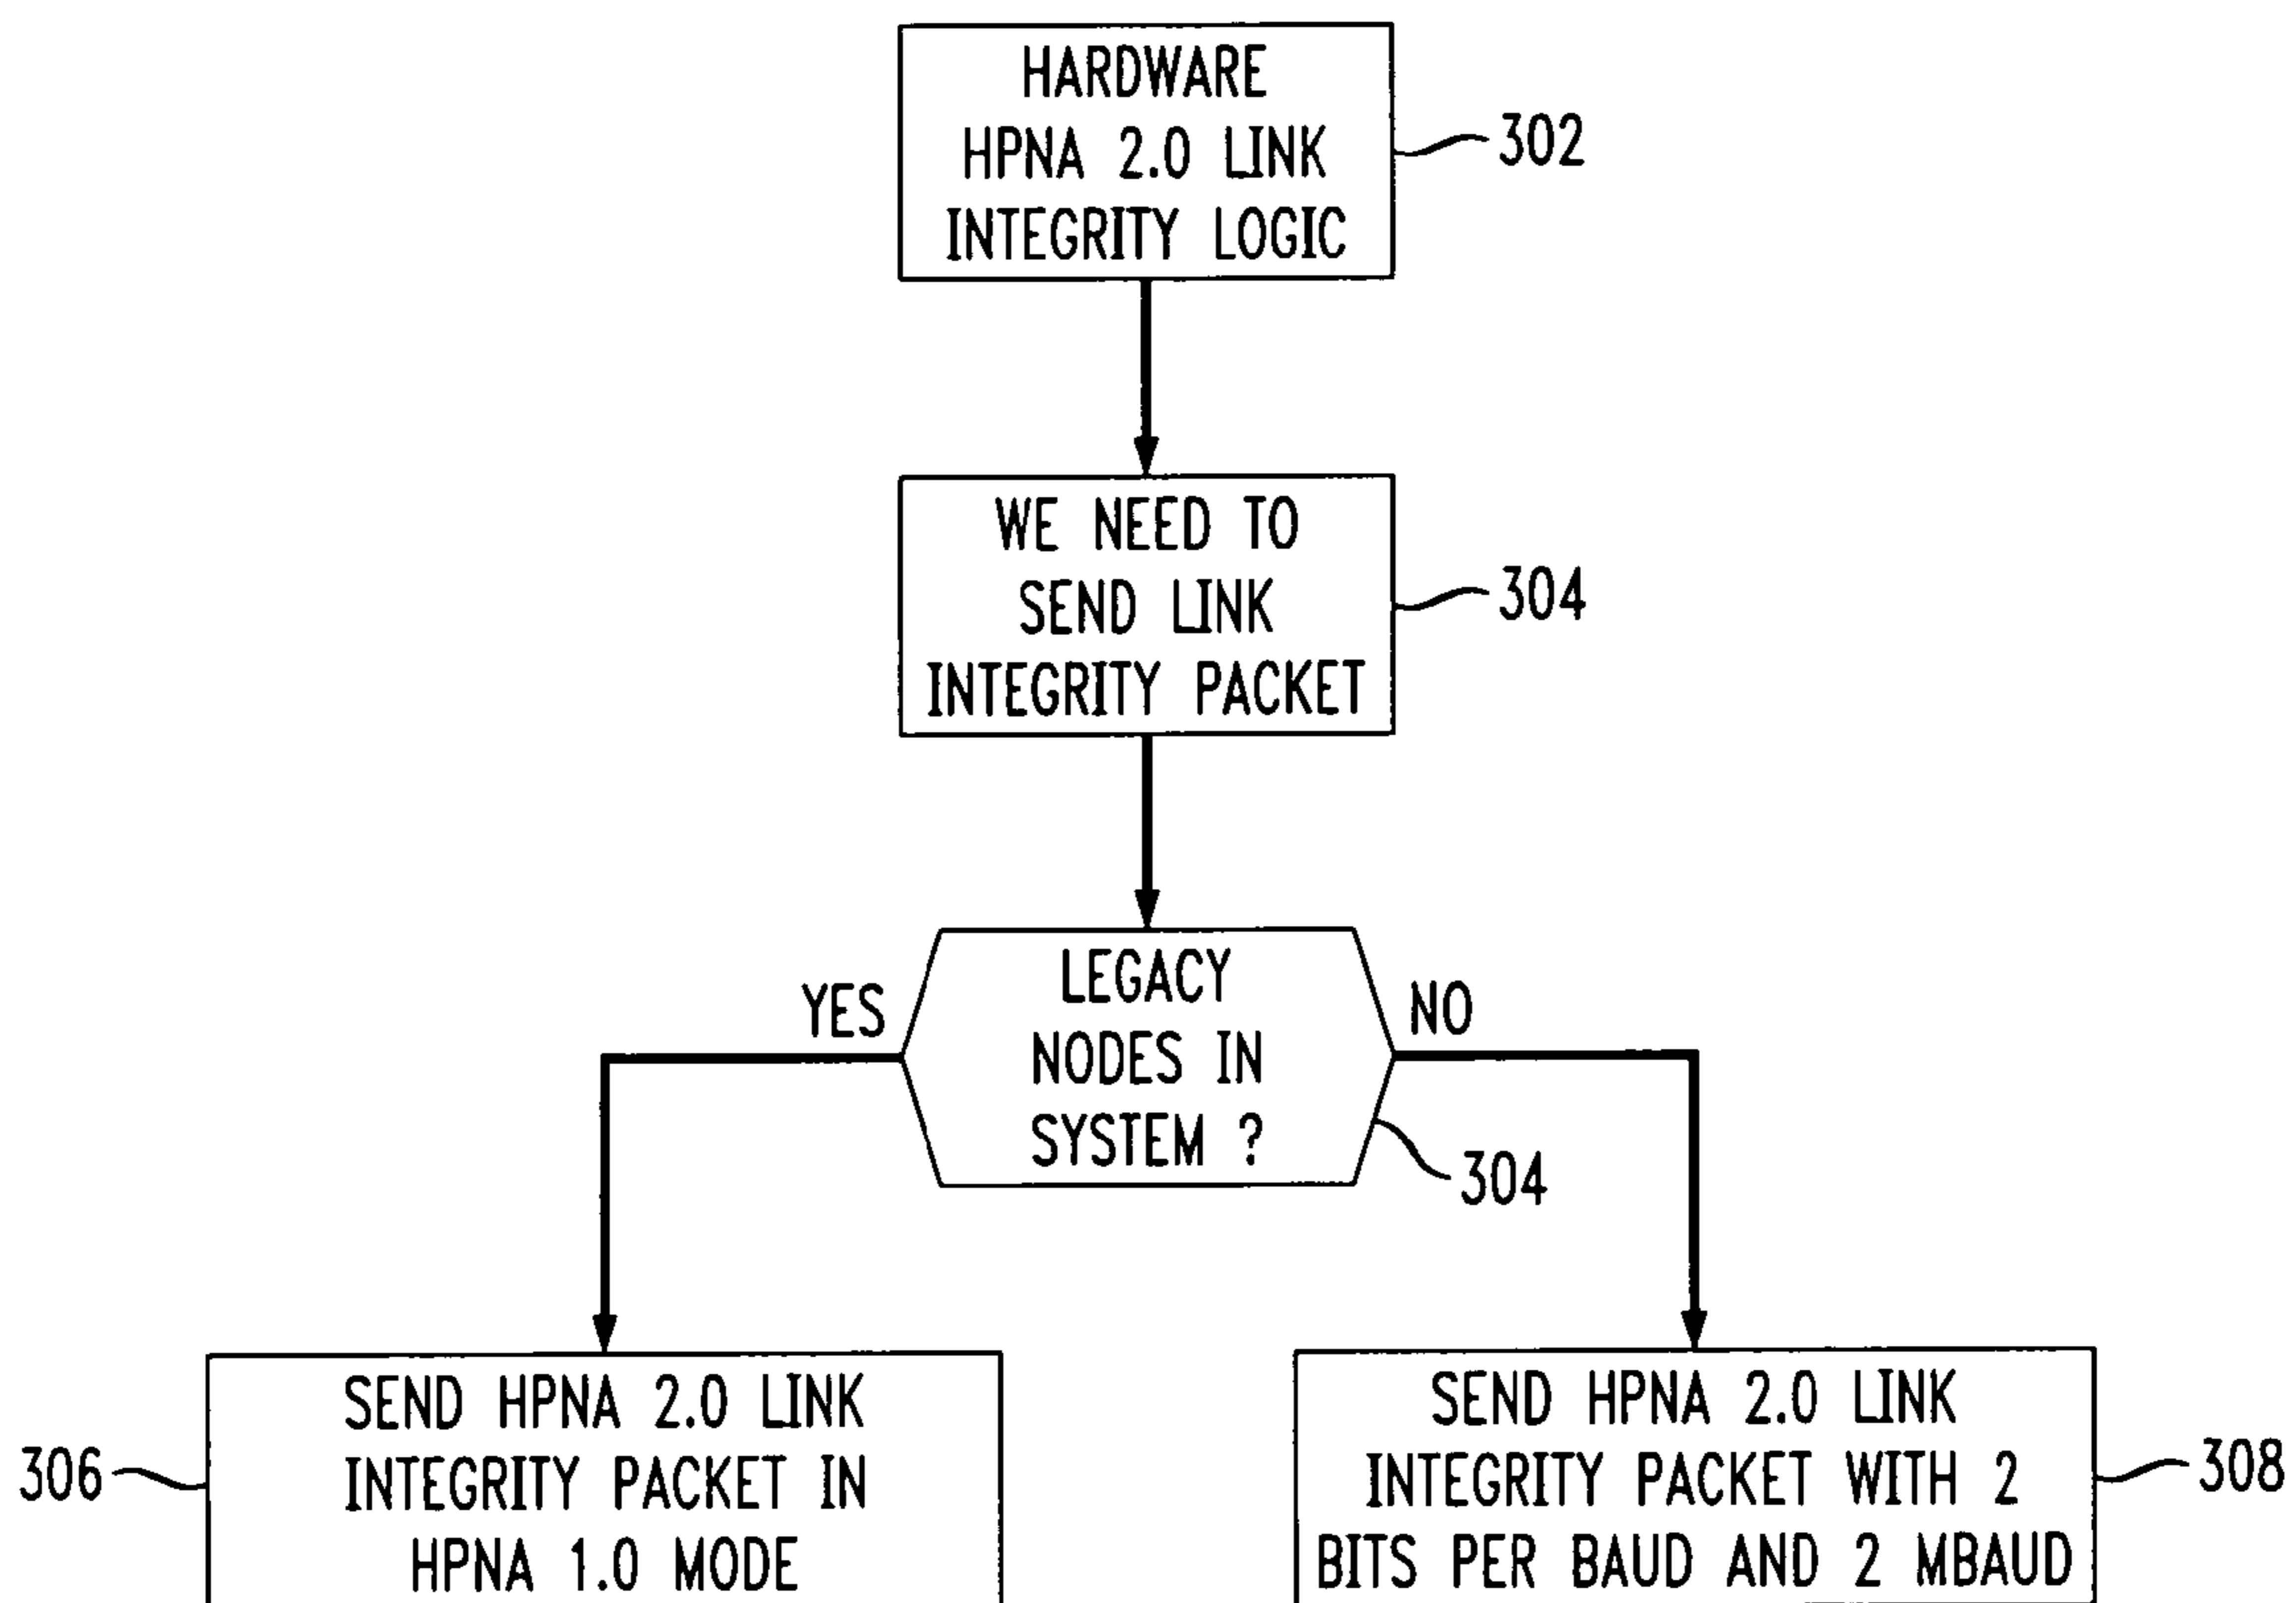 HARDWARE
HPNA 2.0 LINK
INTEGRITY LOGIC
302
WE NEED TO
SEND LINK
INTEGRITY PACKET
304
LEGACY
NODES IN
SYSTEM ?
YES
NO
304
SEND HPNA 2.0 LINK
INTEGRITY PACKET IN
HPNA 1.0 MODE
306
SEND HPNA 2.0 LINK
INTEGRITY PACKET WITH 2
BITS PER BAUD AND 2 MBAUD
308